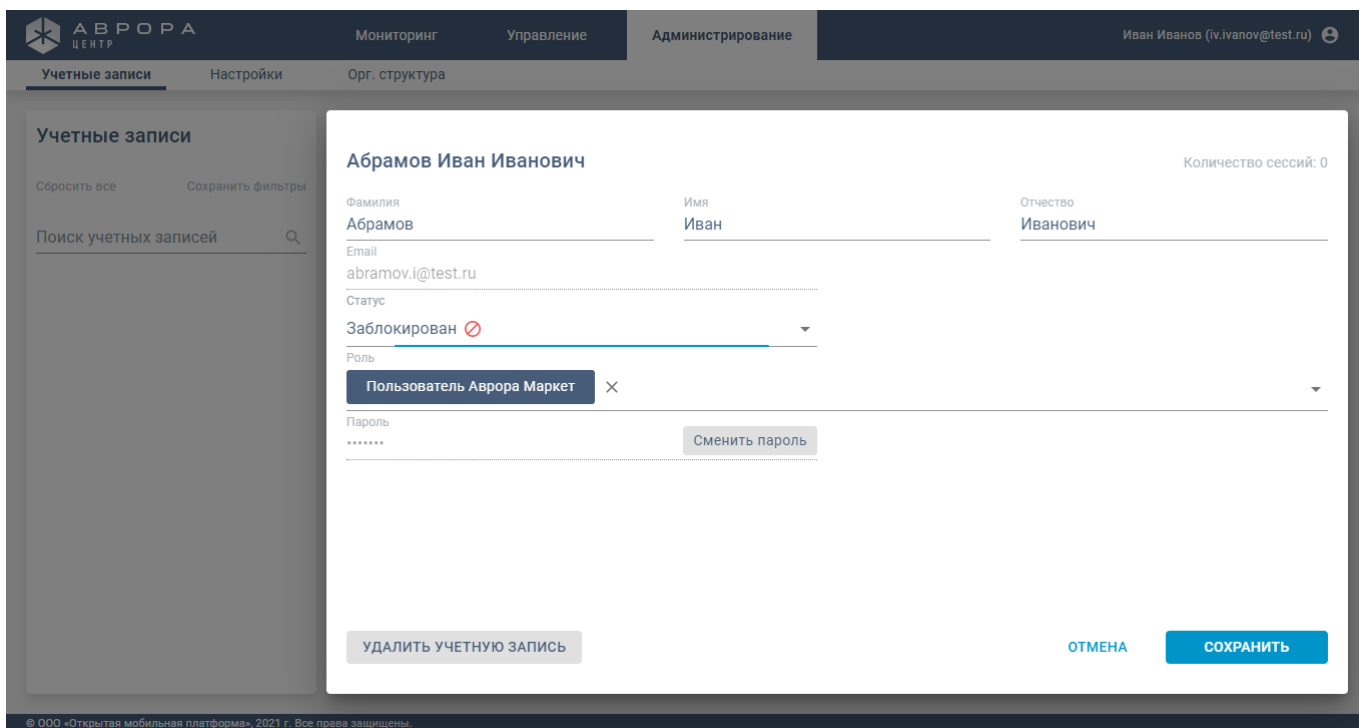 АВРОРА
ЦЕНТР
Мониторинг
Управление
Администрирование
Иван Иванов (iv.ivanov@test.ru)
Учетные записи
Настройки
Орг. структура
Учетные записи
Сбросить все
Сохранить фильтры
Поиск учетных записей
Абрамов Иван Иванович
Количество сессий: 0
Фамилия
Абрамов
Имя
Иван
Отчество
Иванович
Email
abramov.i@test.ru
Статус
Заблокирован
Роль
Пользователь Аврора Маркет
Пароль
•••••••
Сменить пароль
УДАЛИТЬ УЧЕТНУЮ ЗАПИСЬ
ОТМЕНА
СОХРАНИТЬ
© ООО «Открытая мобильная платформа», 2021 г. Все права защищены.